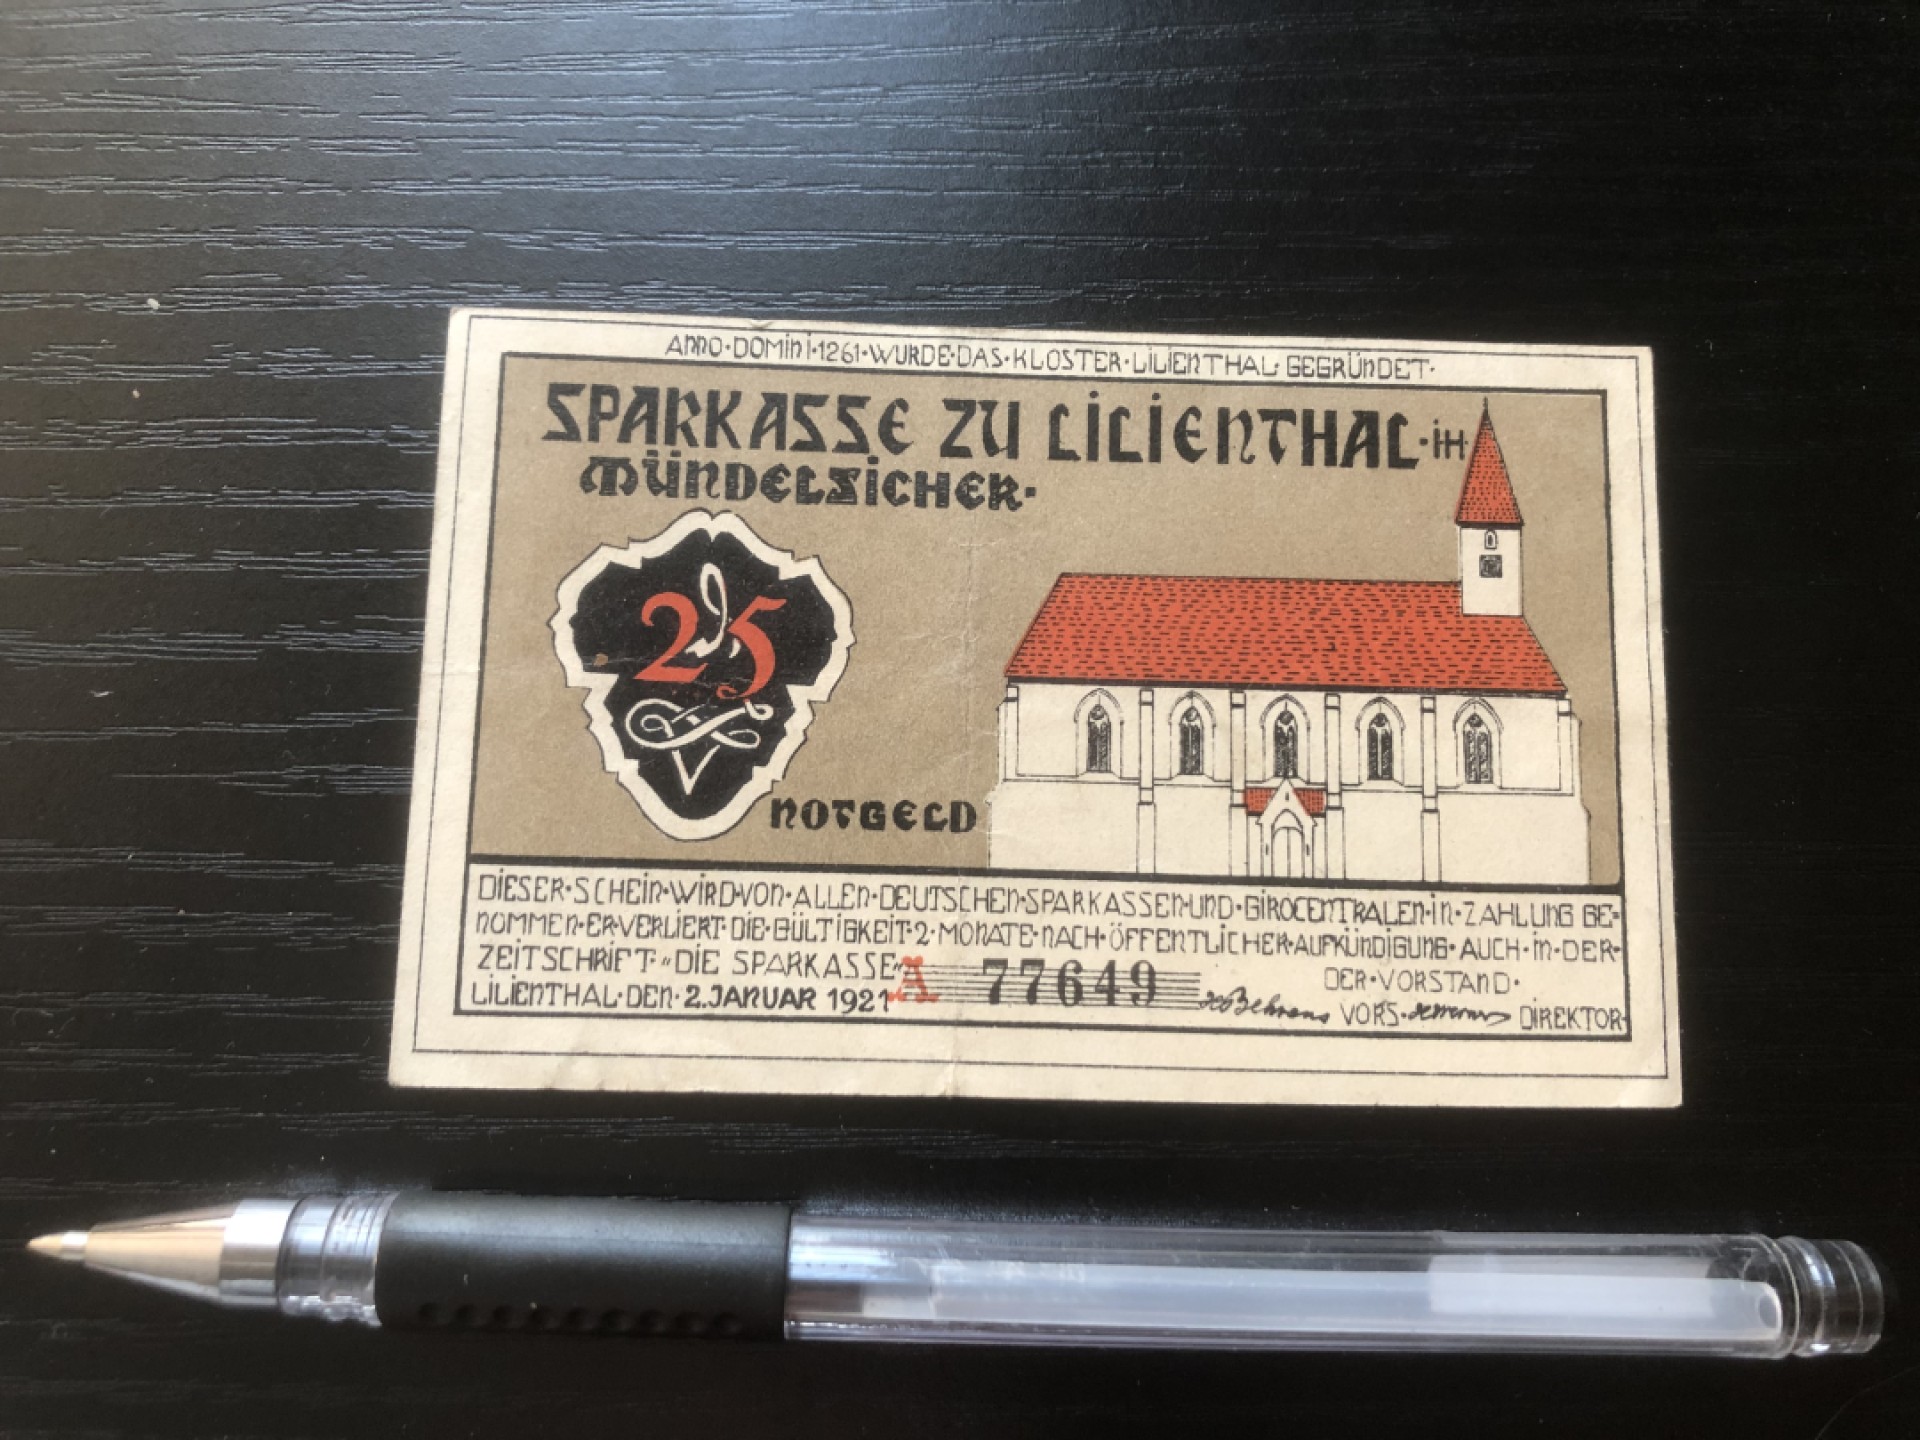 ANNO·DOMINI·1261·WURDE·DAS·KLOSTER·LILIENTHAL·GEGRÜNDET·
SPARKASSE ZU LILIENTHAL·iH
MÜNDELSICHER·
25
NOTGELD
DIESER·SCHEIN·WIRD·VON·ALLEN·DEUTSCHEN·SPARKASSEN·UND·GIROCENTRALEN·IN·ZAHLUNG GE=
NOMMEN·ER·VERLIERT·DIE·GÜLTIGKEIT·2·MONATE·NACH·ÖFFENTLICHER·AUFKÜNDIGUNG·AUCH·IN·DER·
ZEITSCHRIFT·"DIE SPARKASSE"
DER·VORSTAND·
LILIENTHAL·DEN·2.JANUAR 1921 A 77649 Behrens VORS· DIREKTOR·